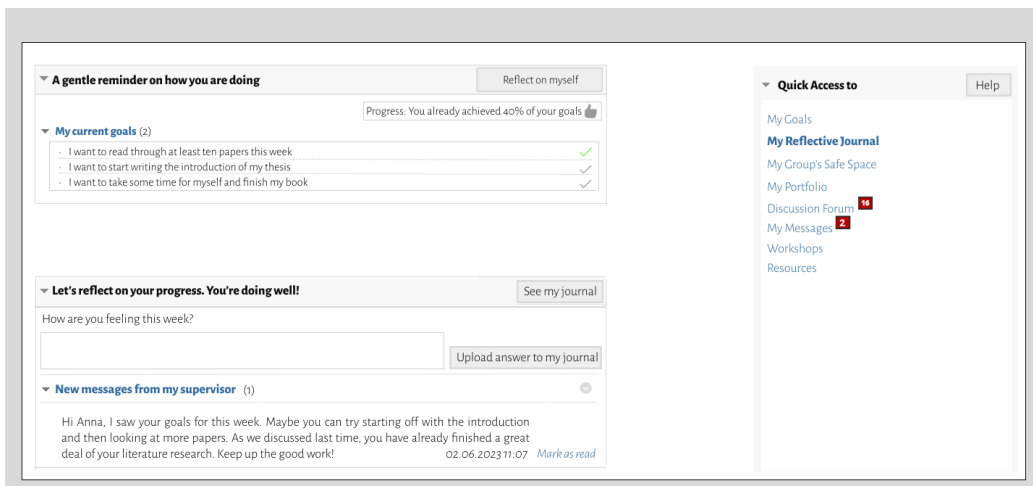 A gentle reminder on how you are doing
Reflect on myself
Progress: You already achieved 40% of your goals
My current goals (2)
· I want to read through at least ten papers this week
· I want to start writing the introduction of my thesis
· I want to take some time for myself and finish my book
Let's reflect on your progress. You're doing well!
See my journal
How are you feeling this week?
Upload answer to my journal
New messages from my supervisor (1)
Hi Anna, I saw your goals for this week. Maybe you can try starting off with the introduction
and then looking at more papers. As we discussed last time, you have already finished a great
deal of your literature research. Keep up the good work!
02.06.2023 11:07 Mark as read
Quick Access to
Help
My Goals
My Reflective Journal
My Group's Safe Space
My Portfolio
Discussion Forum 16
My Messages 2
Workshops
Resources